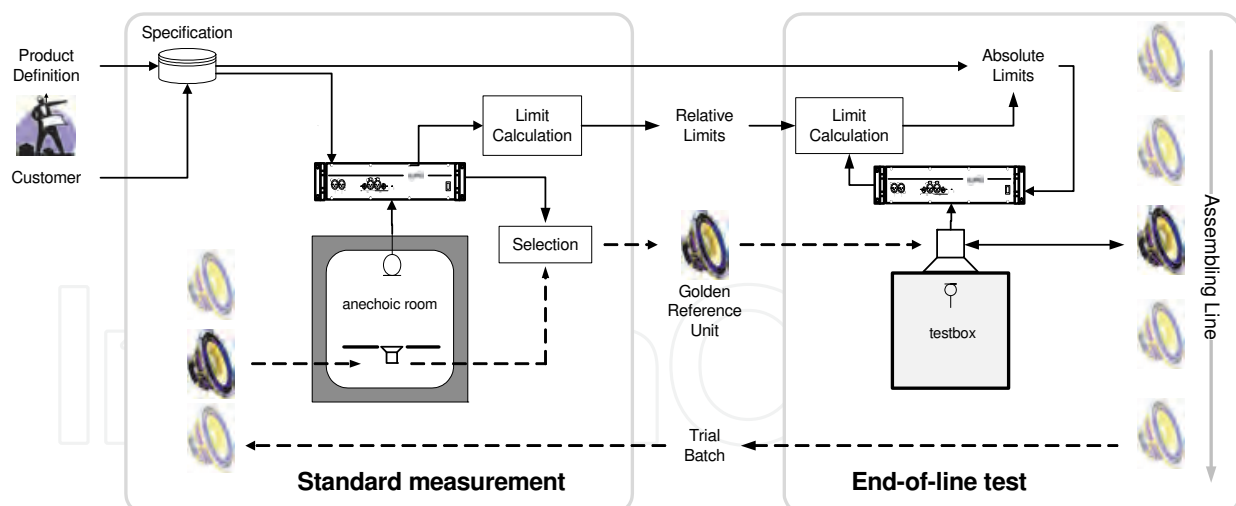 Specification
Product
Definition
Customer
Limit
Calculation
Relative
Limits
Limit
Calculation
Absolute
Limits
Selection
anechoic room
Golden
Reference
Unit
testbox
Assembling Line
Trial
Batch
Standard measurement
End-of-line test